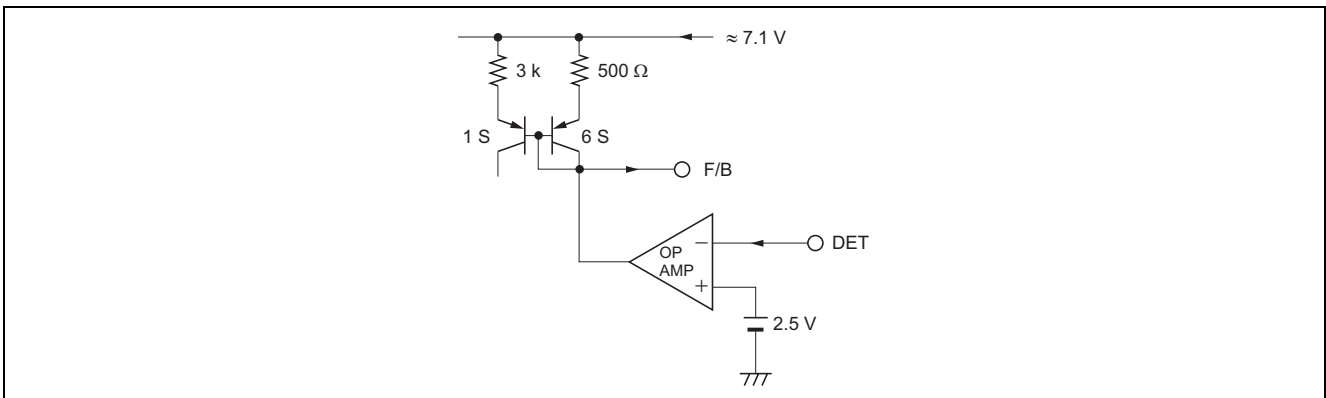 ≈ 7.1 V
3 k
500 Ω
1 S
6 S
F/B
DET
−
OP
AMP
+
2.5 V